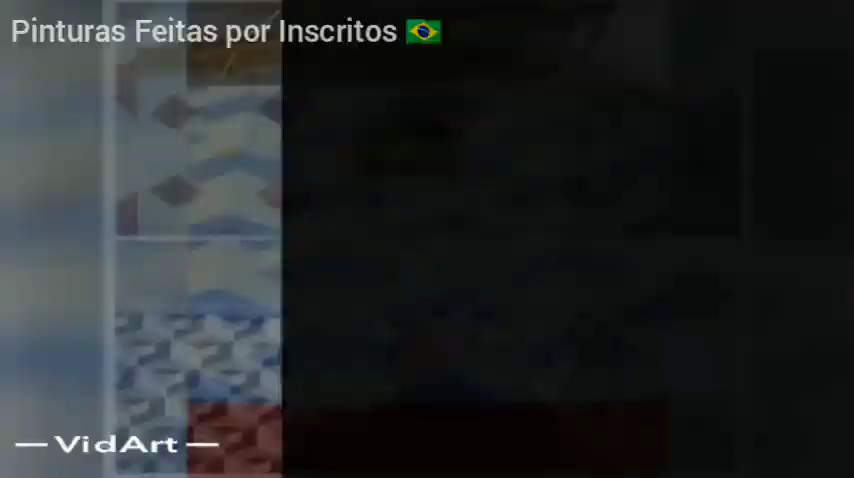 Pinturas Feitas por Inscritos 🇧🇷
— VidArt —